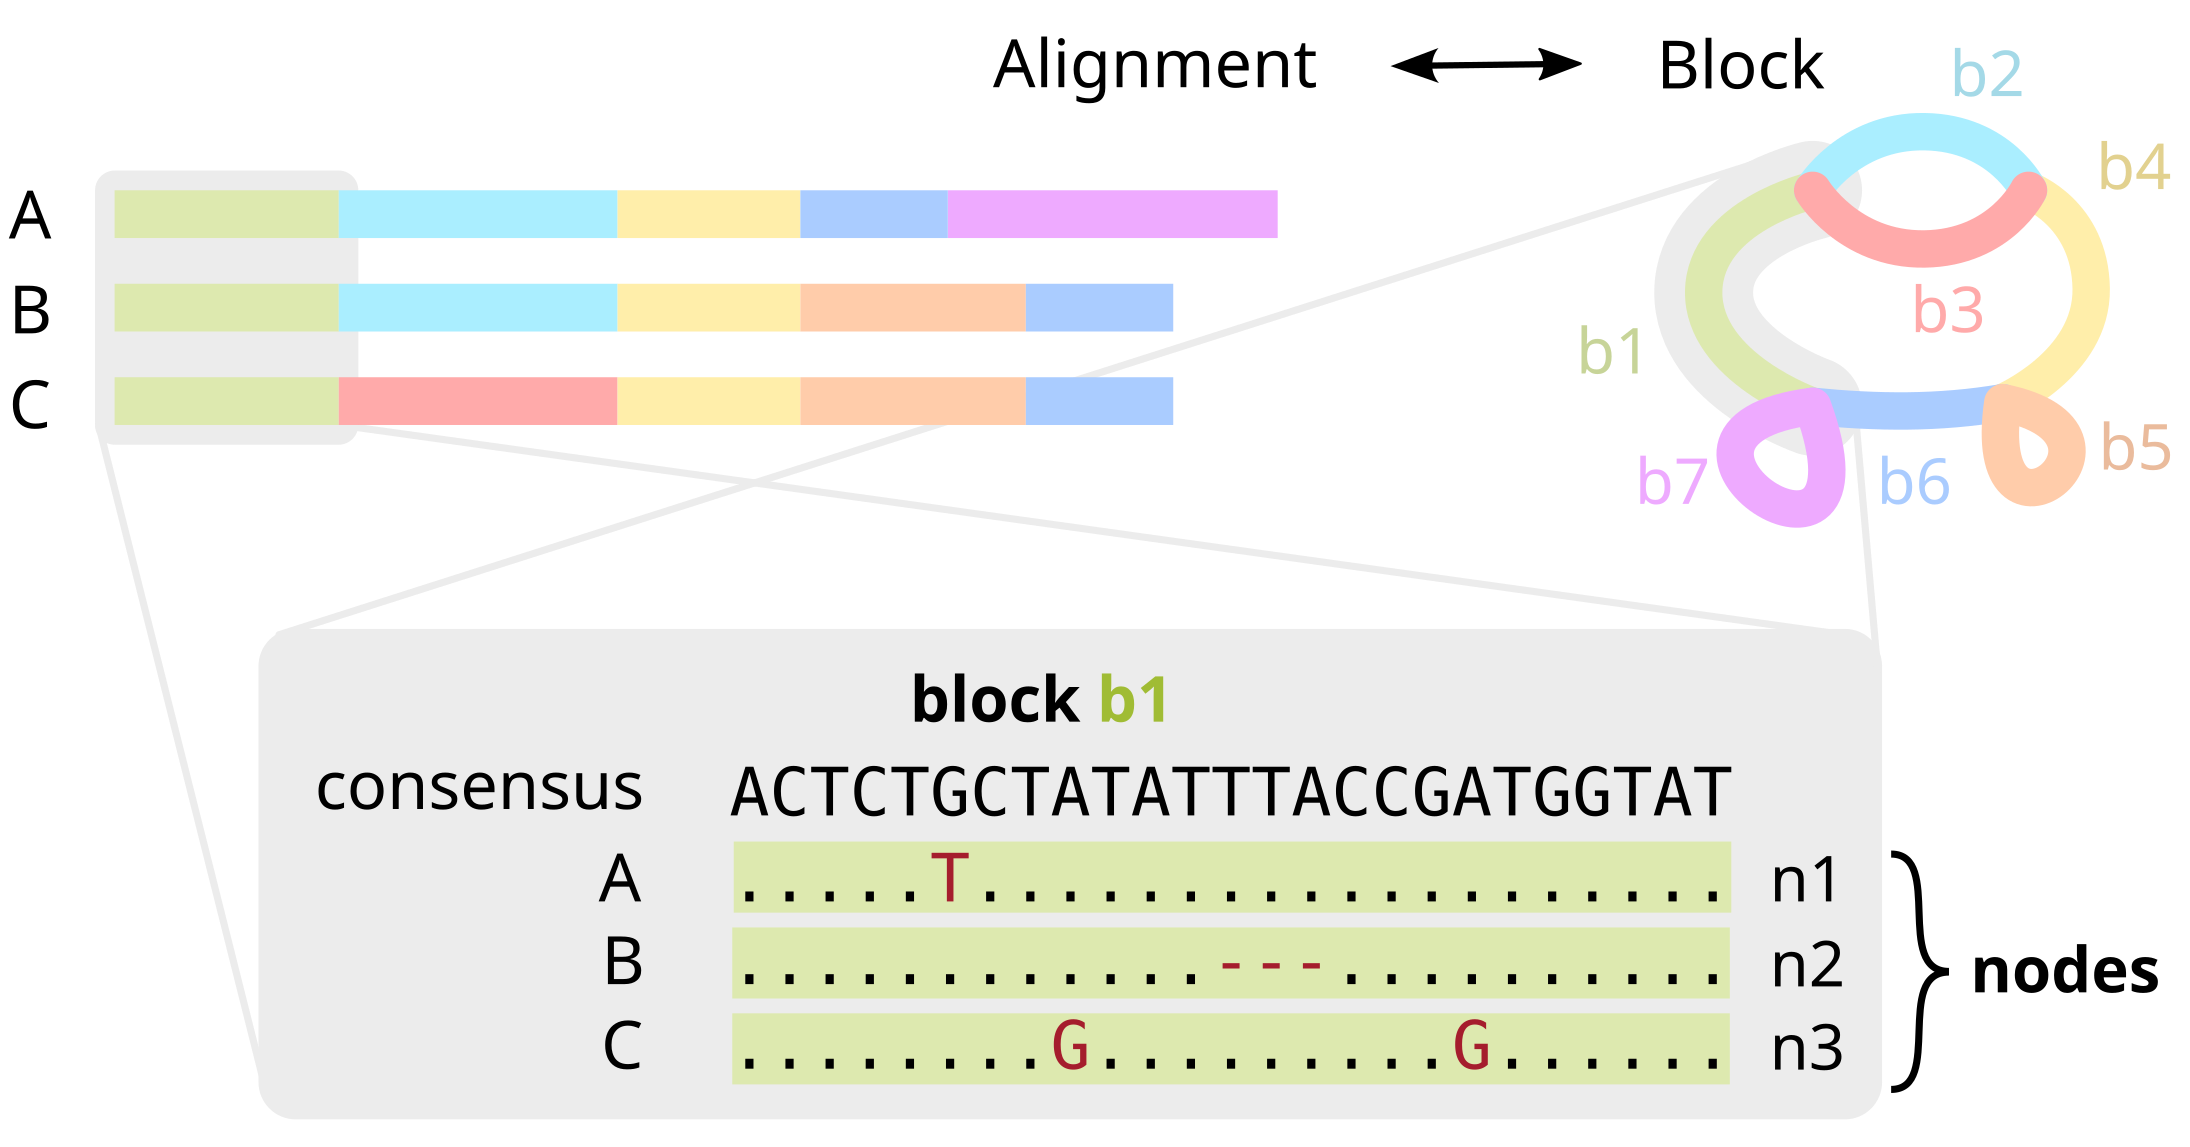 Alignment Block
b2
b4
A
B
C
b3
b1
b5
b7 b6
block b1
consensus ACTCTGCTATATTTACCGATGGTAT
A .....T................... n1
B ............---.......... n2
C ........G.........G...... n3
nodes